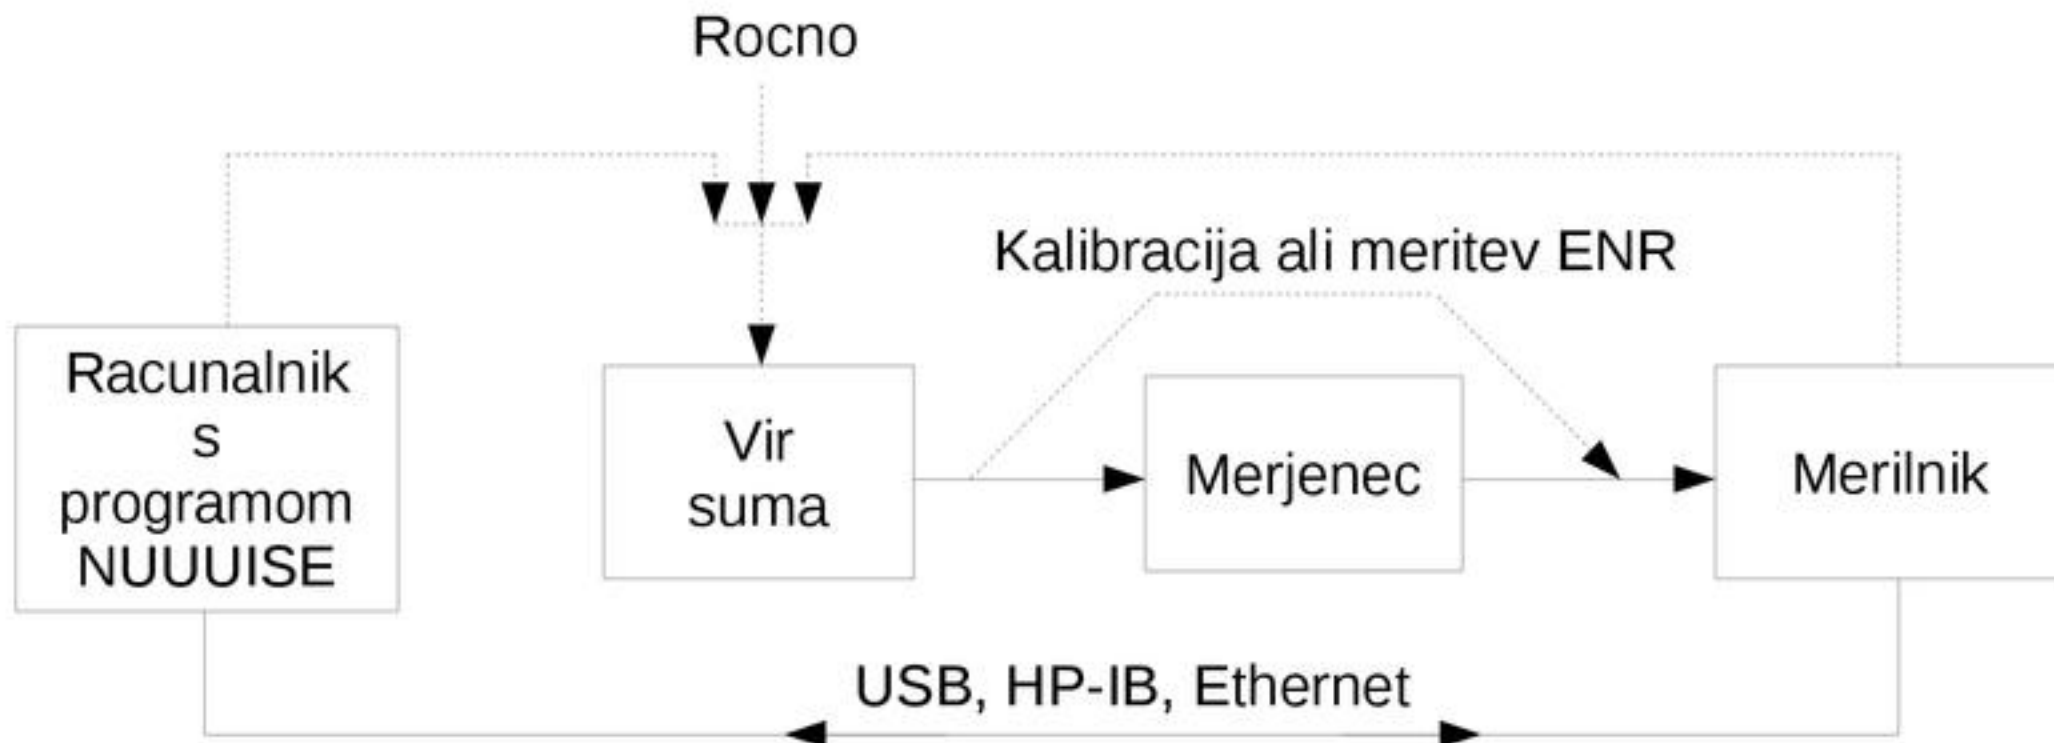 Rocno
Kalibracija ali meritev ENR
Racunalnik
s
programom
NUUUISE
Vir
suma
Merjenec
Merilnik
USB, HP-IB, Ethernet